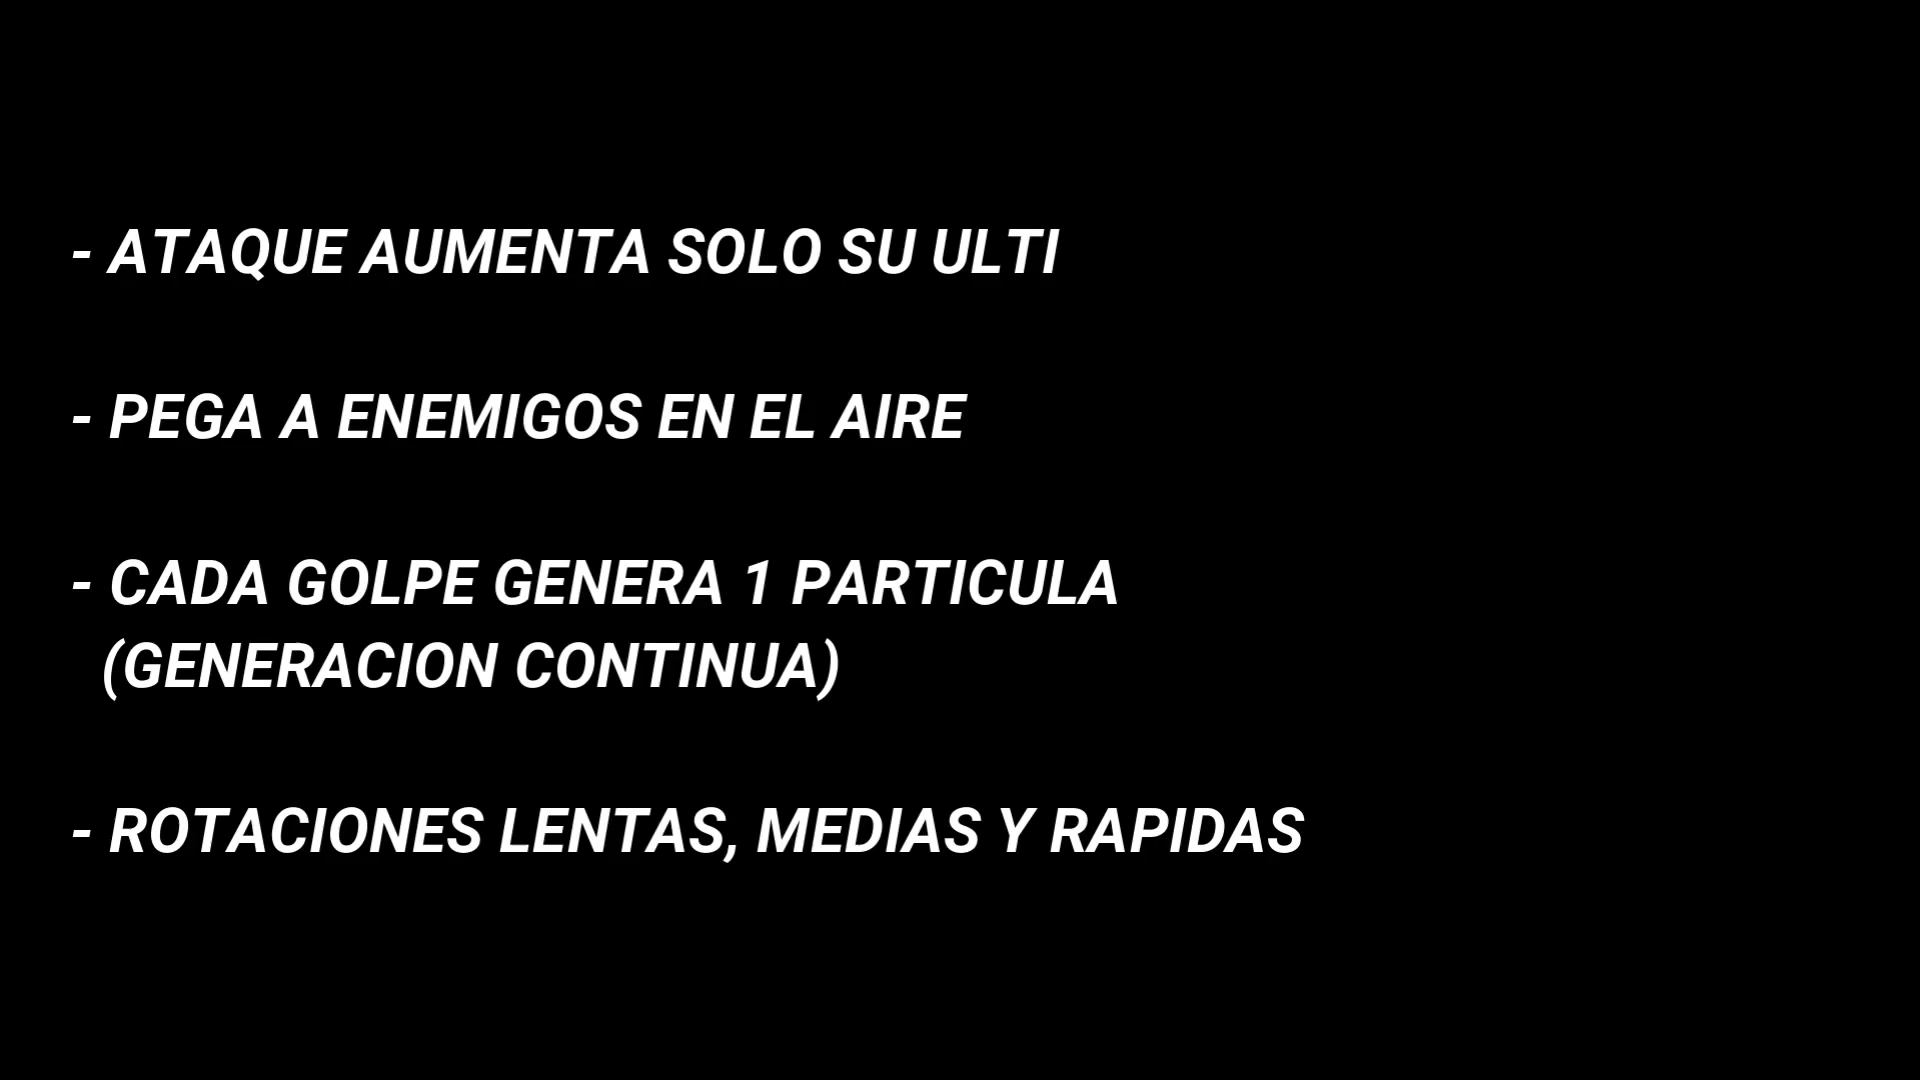 - ATAQUE AUMENTA SOLO SU ULTI
- PEGA A ENEMIGOS EN EL AIRE
- CADA GOLPE GENERA 1 PARTICULA
(GENERACION CONTINUA)
- ROTACIONES LENTAS, MEDIAS Y RAPIDAS